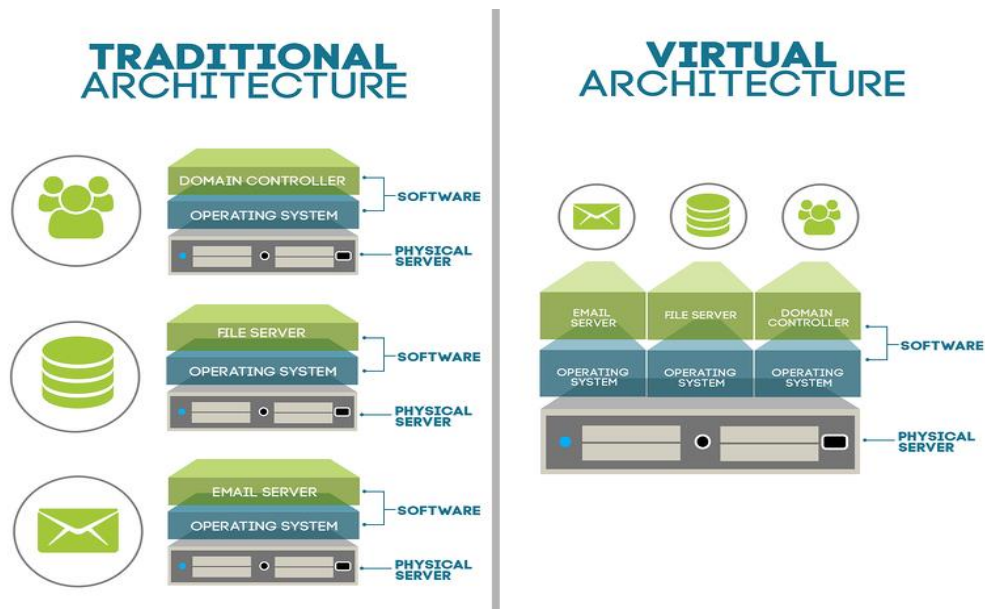 TRADITIONAL
ARCHITECTURE
DOMAIN CONTROLLER
OPERATING SYSTEM
SOFTWARE
PHYSICAL
SERVER
FILE SERVER
OPERATING SYSTEM
SOFTWARE
PHYSICAL
SERVER
EMAIL SERVER
OPERATING SYSTEM
SOFTWARE
PHYSICAL
SERVER
VIRTUAL
ARCHITECTURE
EMAIL
SERVER
FILE SERVER
DOMAIN
CONTROLLER
OPERATING
SYSTEM
OPERATING
SYSTEM
OPERATING
SYSTEM
SOFTWARE
PHYSICAL
SERVER